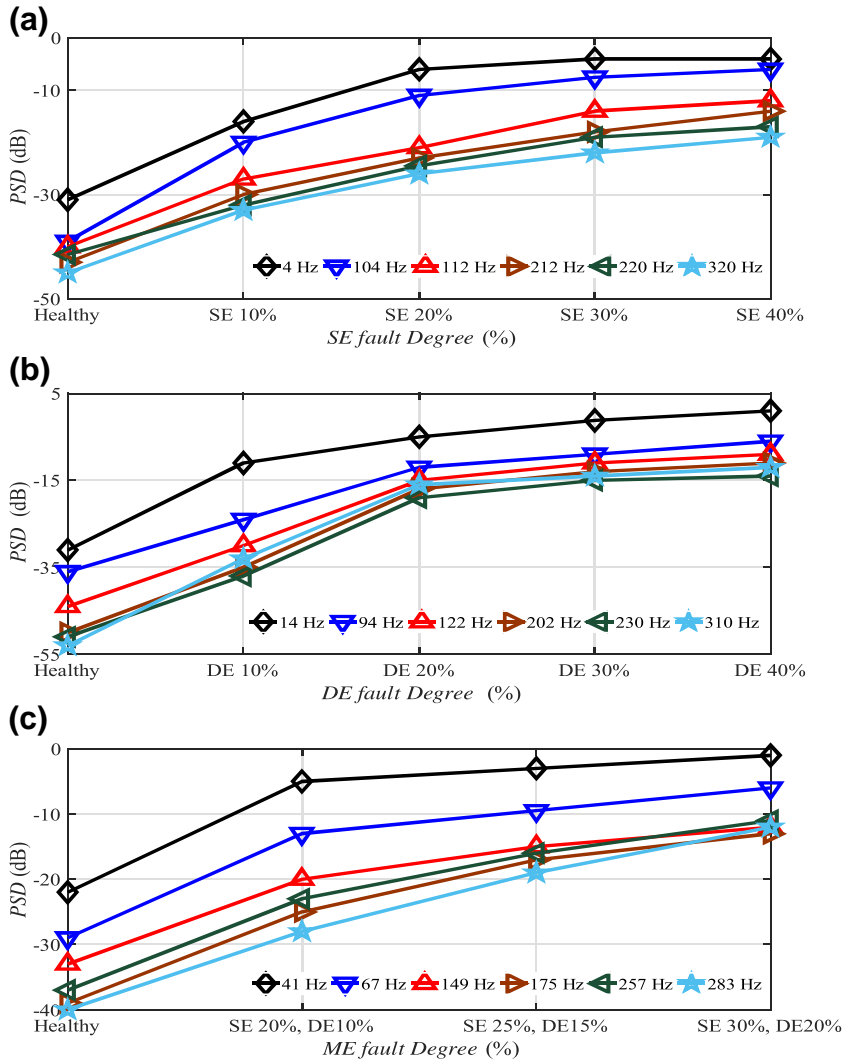 (a)
0
-10
-30
-50
PSD (dB)
4 Hz 104 Hz 112 Hz 212 Hz 220 Hz 320 Hz
Healthy SE 10% SE 20% SE 30% SE 40%
SE fault Degree (%)
(b)
5
-15
-35
-55
PSD (dB)
14 Hz 94 Hz 122 Hz 202 Hz 230 Hz 310 Hz
Healthy DE 10% DE 20% DE 30% DE 40%
DE fault Degree (%)
(c)
0
-10
-20
-30
-40
PSD (dB)
41 Hz 67 Hz 149 Hz 175 Hz 257 Hz 283 Hz
Healthy SE 20%, DE10% SE 25%, DE15% SE 30%, DE20%
ME fault Degree (%)